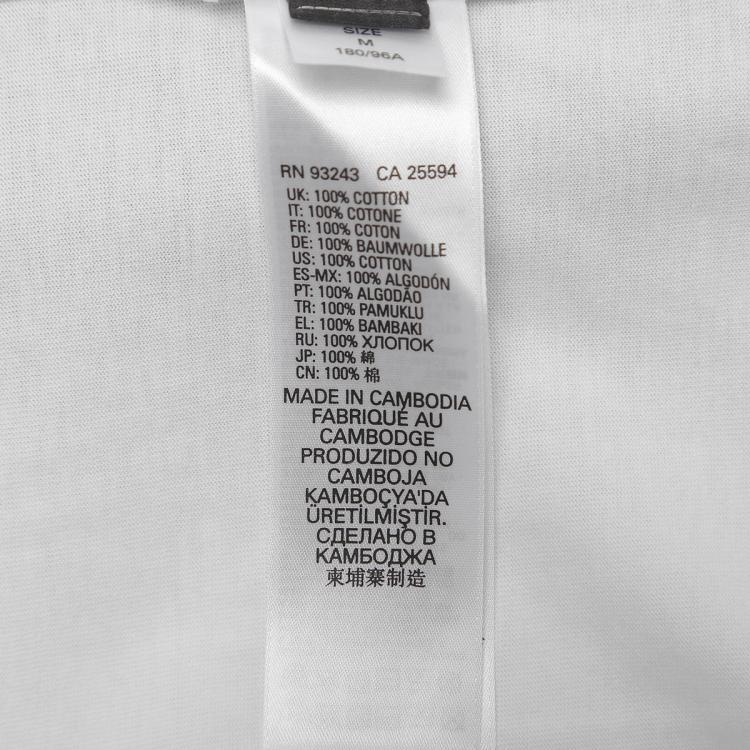 SIZE
M
180/96A
RN 93243 CA 25594
UK: 100% COTTON
IT: 100% COTONE
FR: 100% COTON
DE: 100% BAUMWOLLE
US: 100% COTTON
ES-MX: 100% ALGODÓN
PT: 100% ALGODÃO
TR: 100% PAMUKLU
EL: 100% BAMBAKI
RU: 100% ХЛОПОК
JP: 100% 綿
CN: 100% 棉
MADE IN CAMBODIA
FABRIQUÉ AU
CAMBODGE
PRODUZIDO NO
CAMBOJA
KAMBOÇYA'DA
ÜRETİLMİŞTİR.
СДЕЛАНО В
КАМБОДЖА
柬埔寨制造